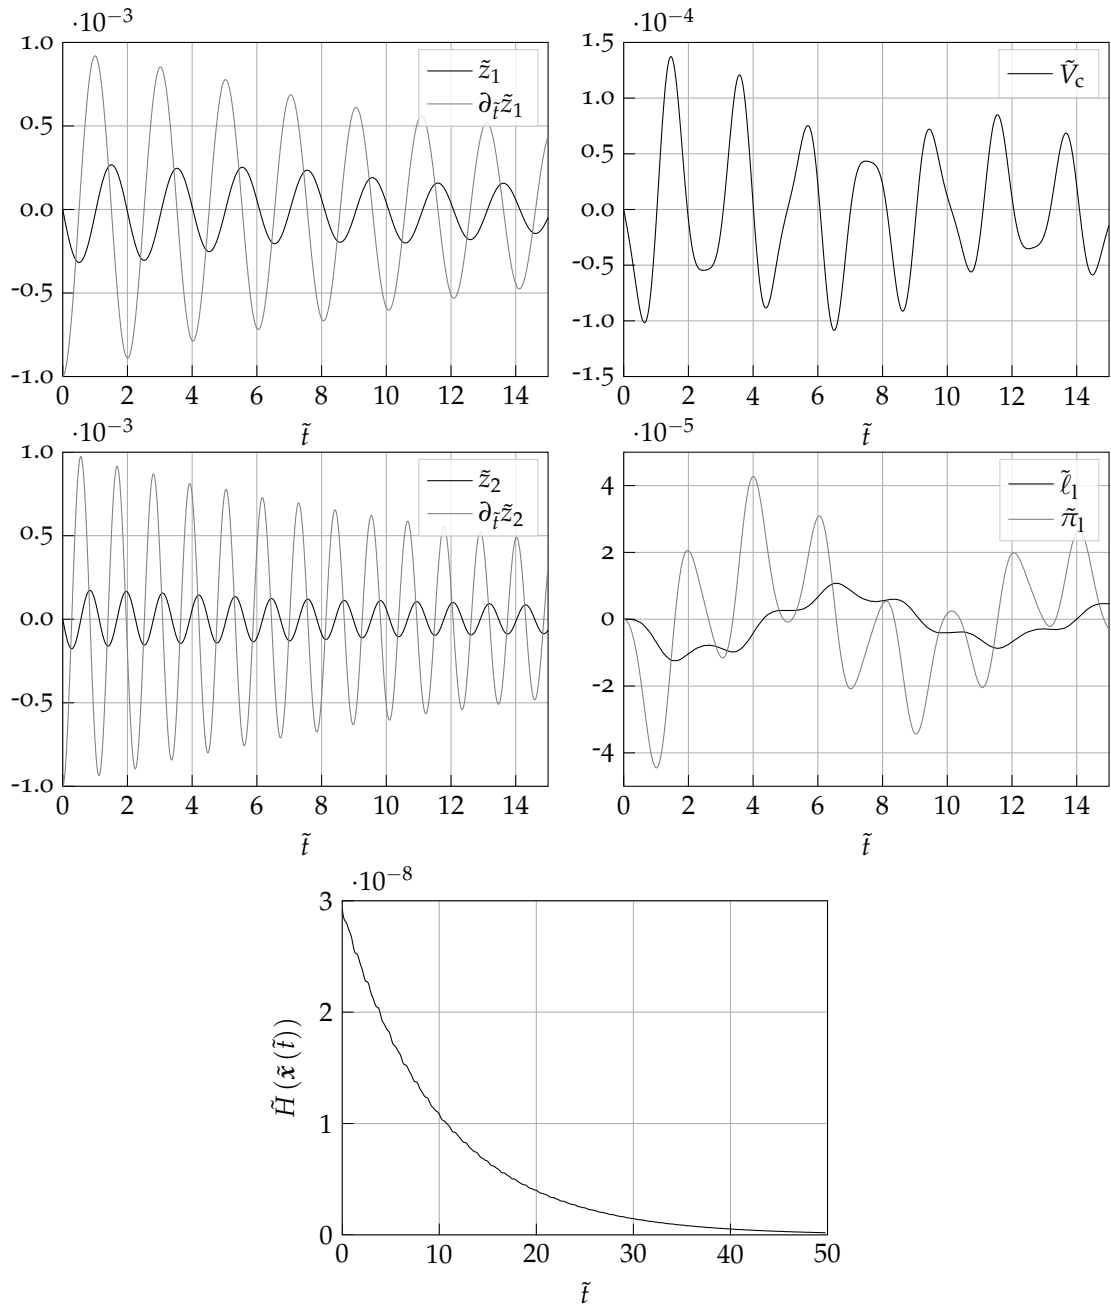 ·10⁻³
1.0
0.5
0.0
-0.5
-1.0
0 2 4 6 8 10 12 14
t̃
z̃₁
∂_t̃ z̃₁
·10⁻⁴
1.5
1.0
0.5
0.0
-0.5
-1.0
-1.5
0 2 4 6 8 10 12 14
t̃
Ṽ_c
·10⁻³
1.0
0.5
0.0
-0.5
-1.0
0 2 4 6 8 10 12 14
t̃
z̃₂
∂_t̃ z̃₂
·10⁻⁵
4
2
0
-2
-4
0 2 4 6 8 10 12 14
t̃
ℓ̃_l
π̃_l
·10⁻⁸
3
2
1
0
0 10 20 30 40 50
t̃
H̃(x̃(t̃))